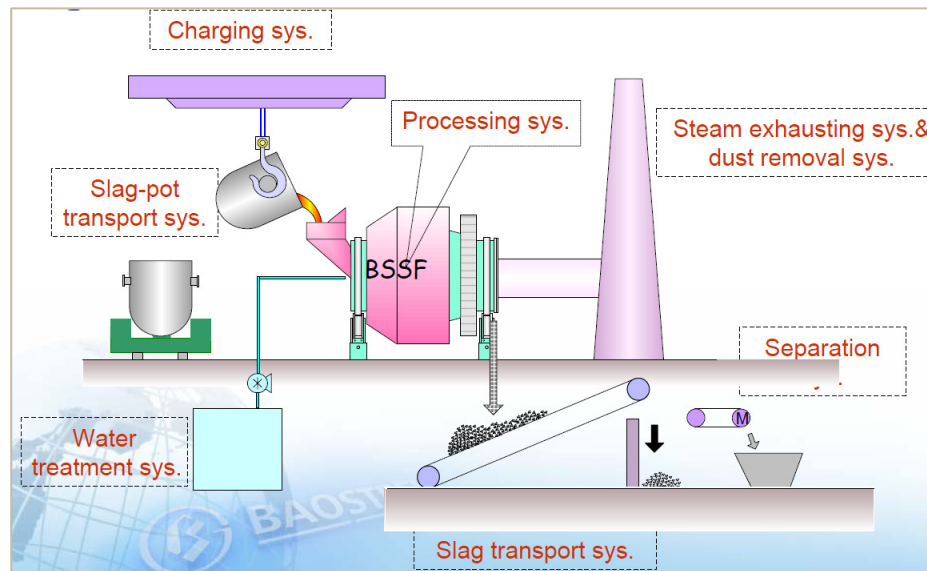 Charging sys.
Processing sys.
Steam exhausting sys.&
dust removal sys.
Slag-pot
transport sys.
BSSF
Separation
M
Water
treatment sys.
BAOST
Slag transport sys.